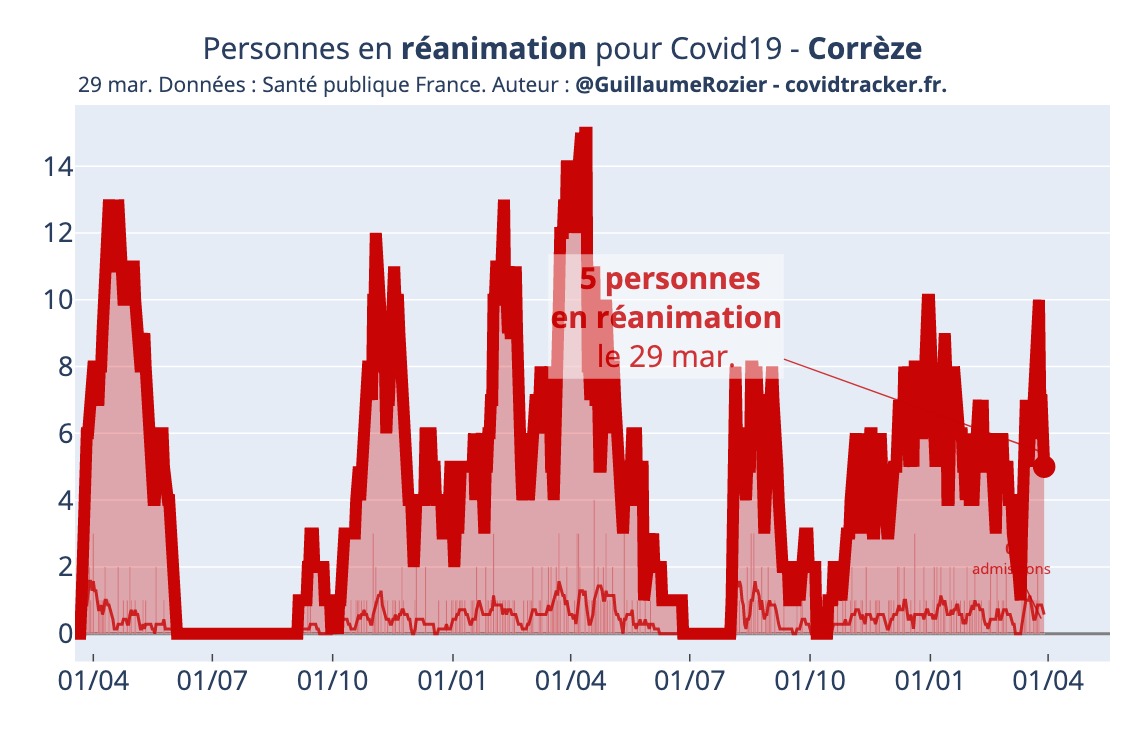 Personnes en réanimation pour Covid19 - Corrèze
29 mar. Données : Santé publique France. Auteur : @GuillaumeRozier - covidtracker.fr.
14
12
10
8
6
4
2
0
5 personnes
en réanimation
le 29 mar.
admissions
01/04
01/07
01/10
01/01
01/04
01/07
01/10
01/01
01/04